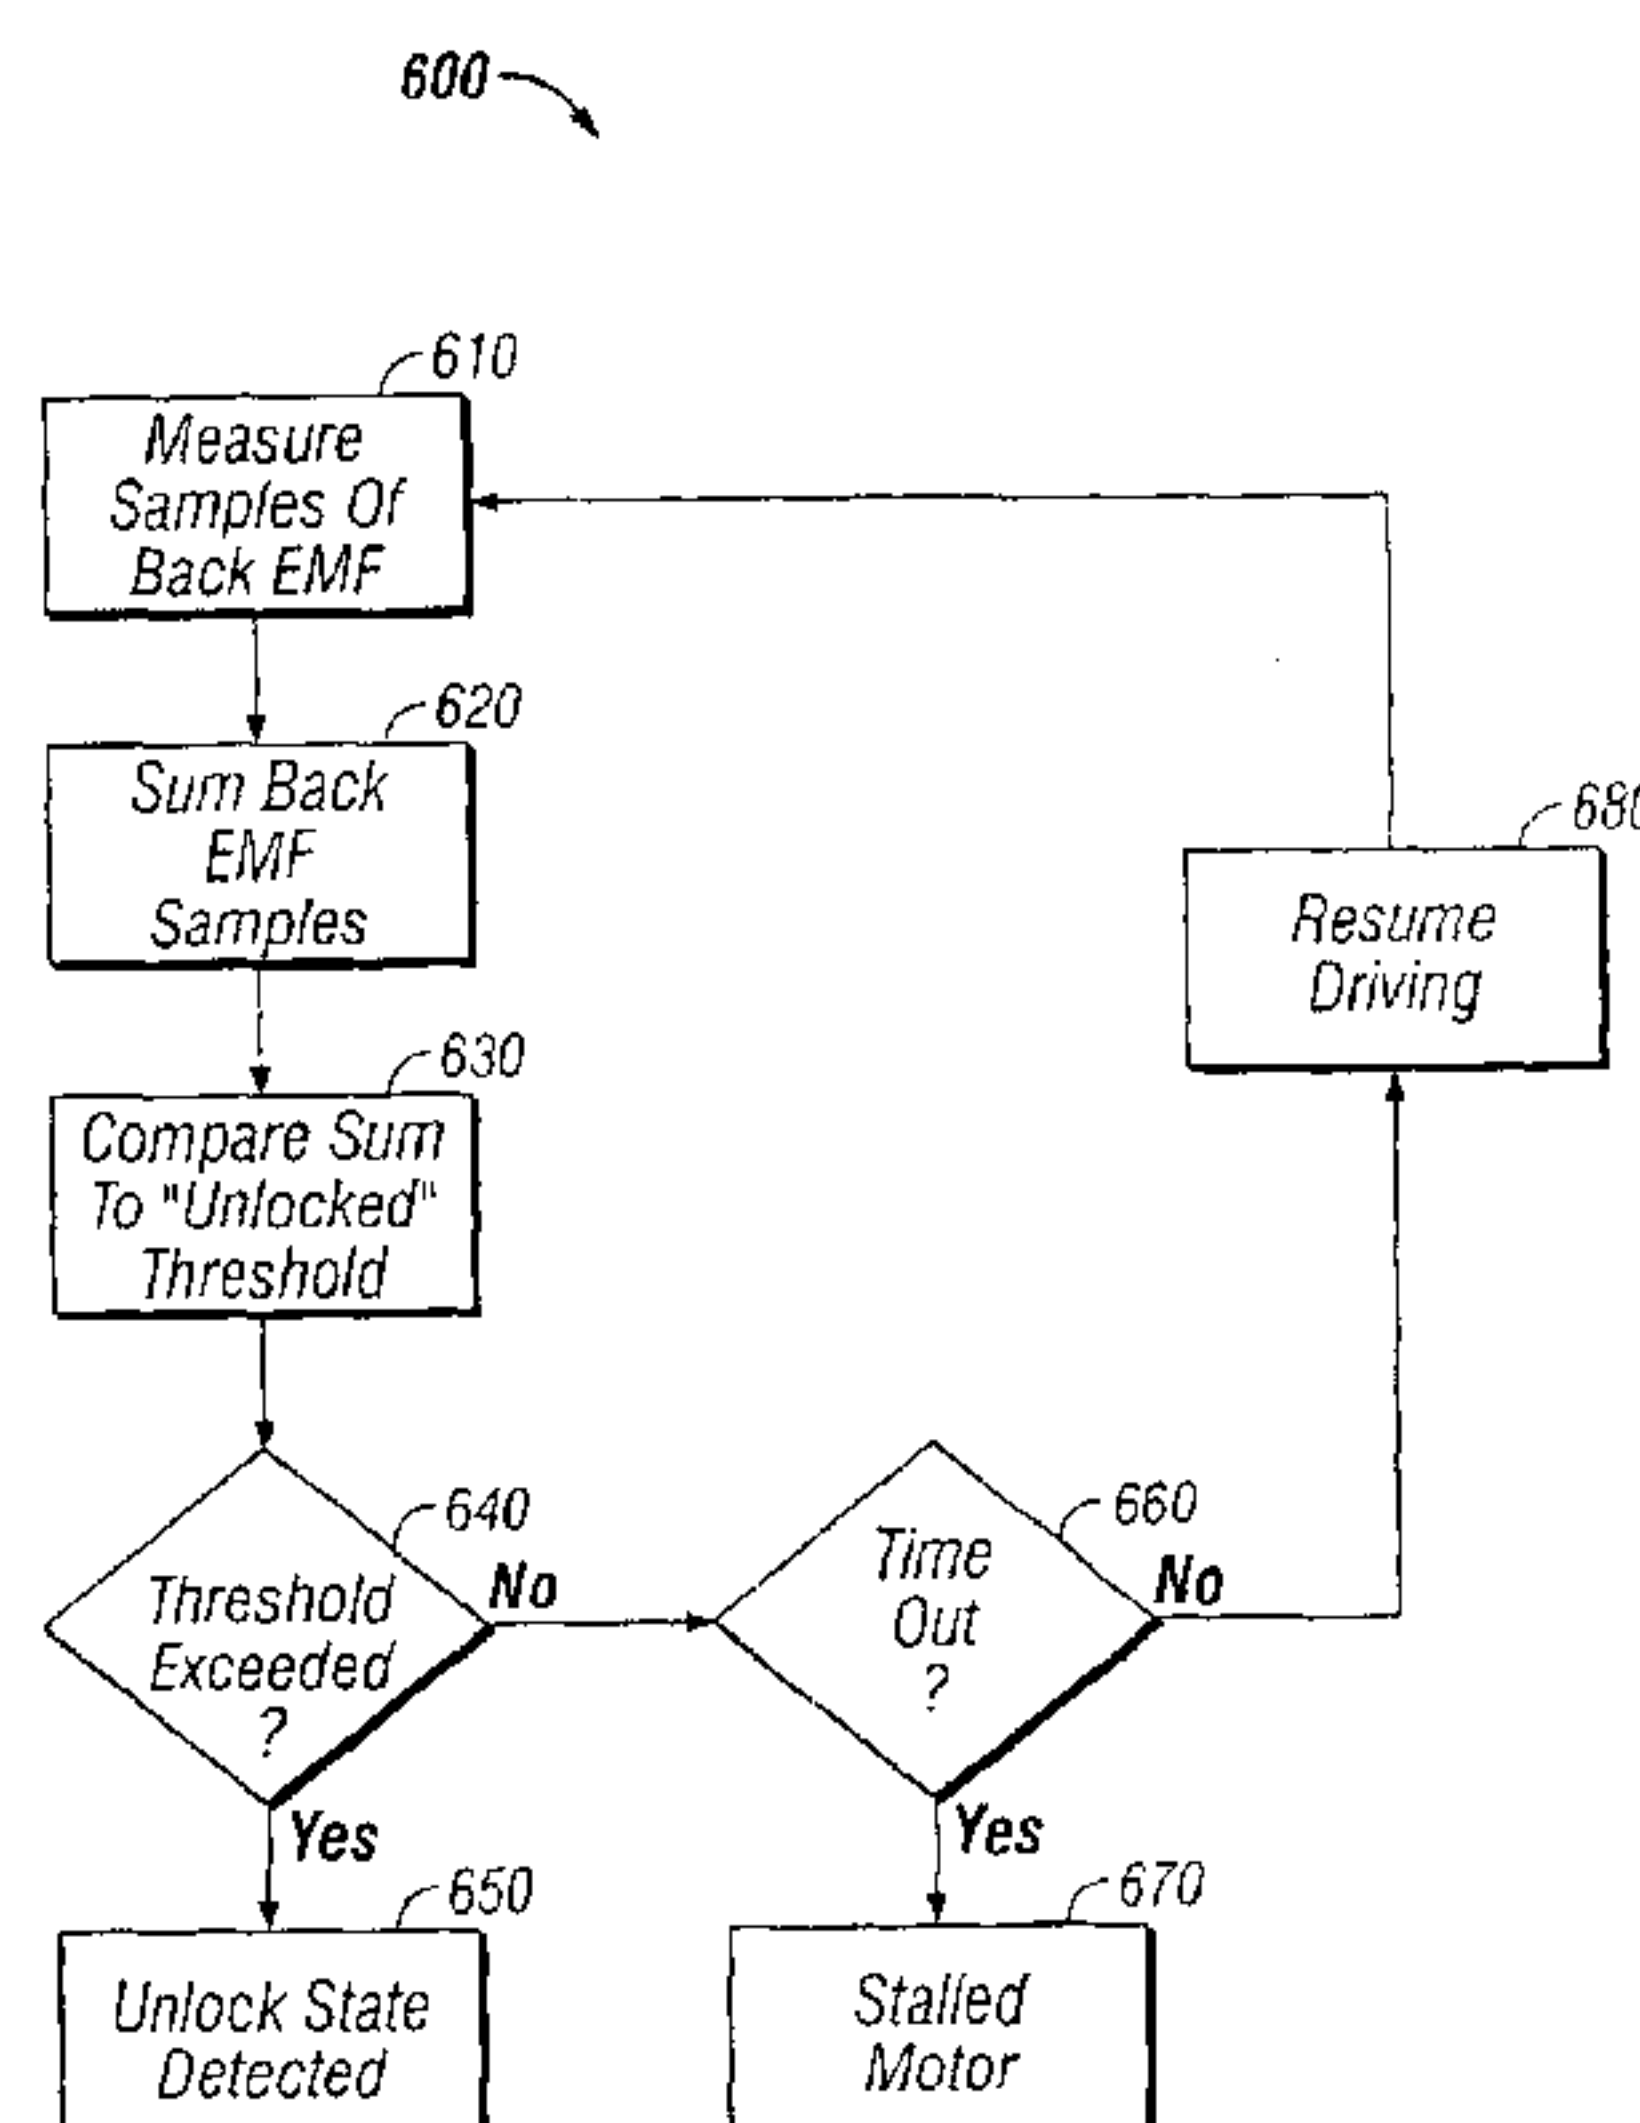 600
610
Measure
Samples Of
Back EMF
620
Sum Back
EMF
Samples
680
Resume
Driving
630
Compare Sum
To "Unlocked"
Threshold
640
Threshold
Exceeded
?
No
Yes
660
Time
Out
?
No
Yes
650
Unlock State
Detected
670
Stalled
Motor